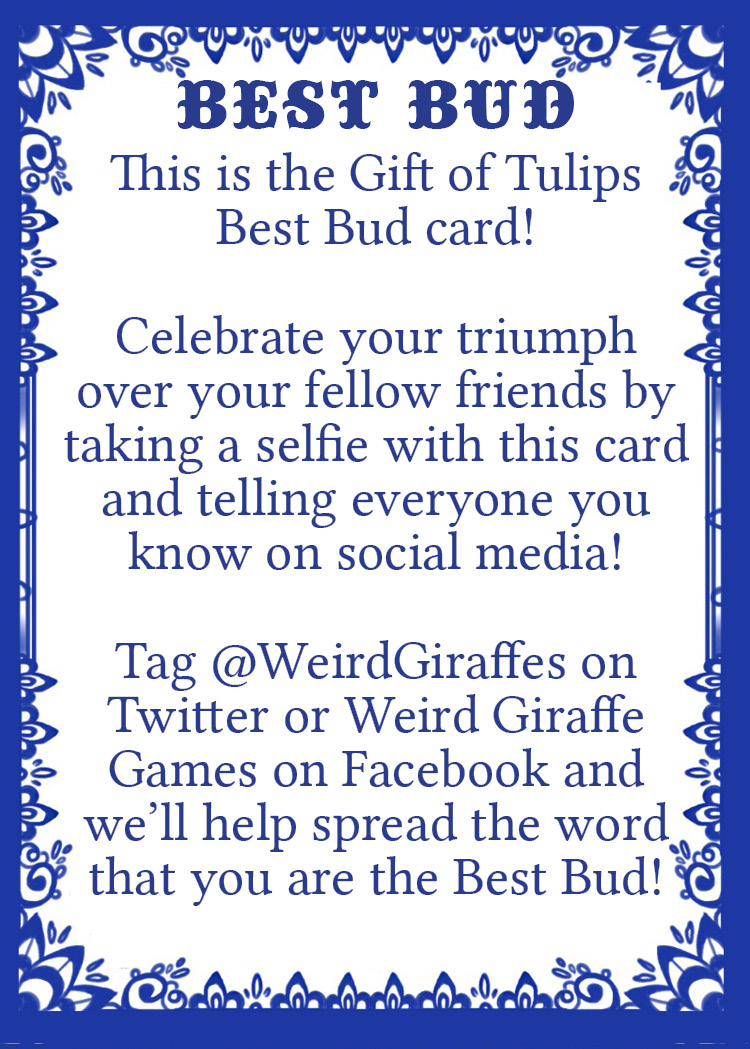 BEST BUD
This is the Gift of Tulips
Best Bud card!
Celebrate your triumph
over your fellow friends by
taking a selfie with this card
and telling everyone you
know on social media!
Tag @WeirdGiraffes on
Twitter or Weird Giraffe
Games on Facebook and
we’ll help spread the word
that you are the Best Bud!